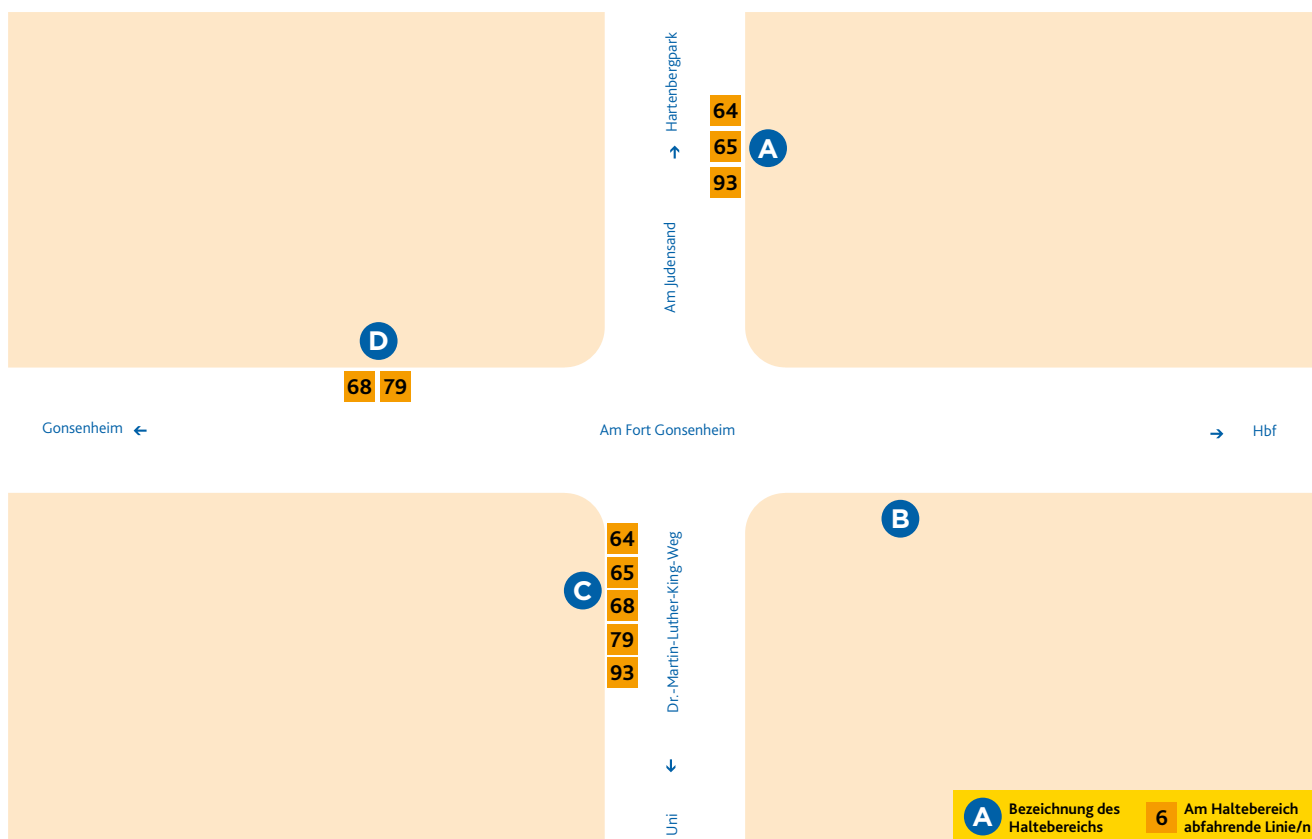 Hartenbergpark
→
Am Judensand
64
65
93
A
D
68 79
Gonsenheim ←
Am Fort Gonsenheim
→ Hbf
64
65
68
79
93
C
Dr.-Martin-Luther-King-Weg
←
Uni
B
A Bezeichnung des
Haltebereichs
6 Am Haltebereich
abfahrende Linie/n